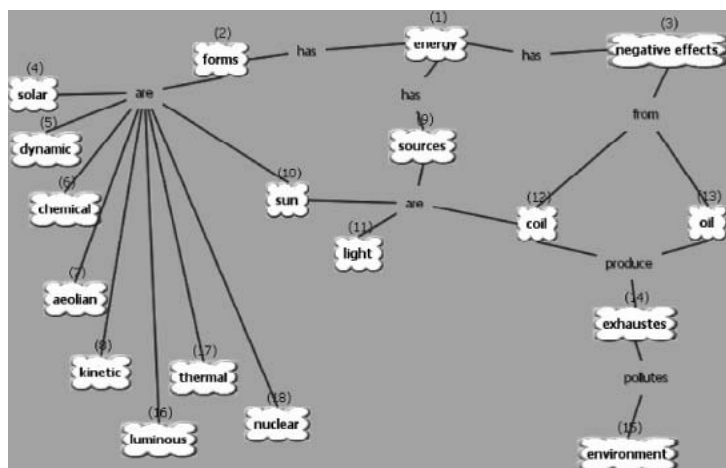 (1)
energy
(2)
forms
has
has
(3)
negative effects
(4)
solar
are
has
from
(5)
dynamic
(9)
sources
(6)
chemical
(10)
sun
are
(12)
coil
(13)
oil
(11)
light
produce
(7)
aeolian
(14)
exhaustes
(8)
kinetic
(17)
thermal
pollutes
(16)
luminous
(18)
nuclear
(15)
environment